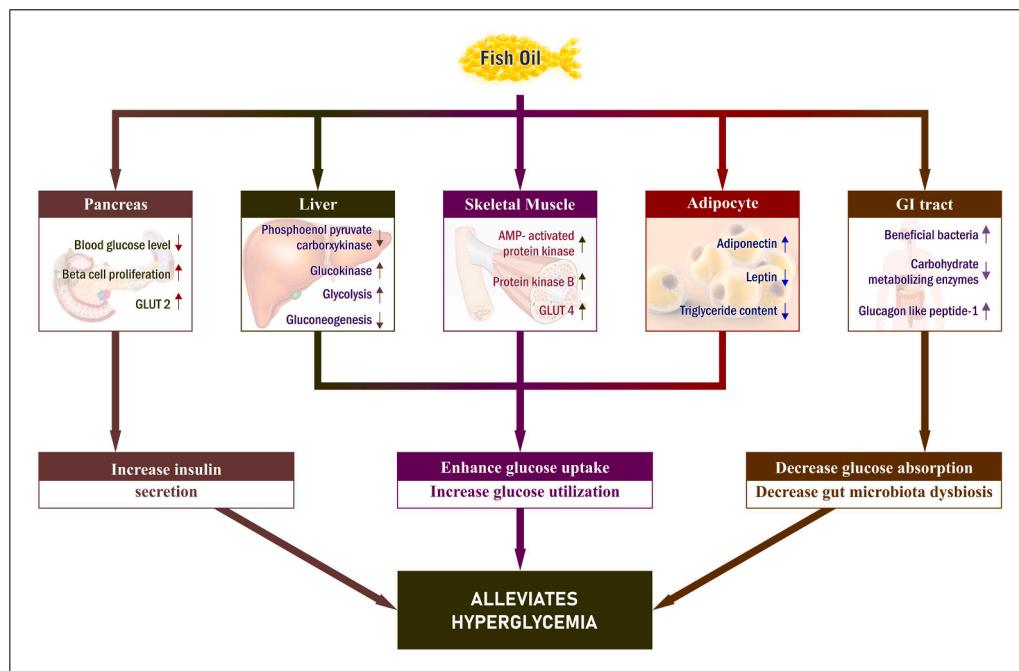 Fish Oil
Pancreas
Blood glucose level ↓
Beta cell proliferation ↑
GLUT 2 ↑
Liver
Phosphoenol pyruvate
carborxykinase ↓
Glucokinase ↑
Glycolysis ↑
Gluconeogenesis ↓
Skeletal Muscle
AMP- activated
protein kinase ↑
Protein kinase B ↑
GLUT 4 ↑
Adipocyte
Adiponectin ↑
Leptin ↓
Triglyceride content ↓
GI tract
Beneficial bacteria ↑
Carbohydrate
metabolizing enzymes ↓
Glucagon like peptide-1 ↑
Increase insulin
secretion
Enhance glucose uptake
Increase glucose utilization
Decrease glucose absorption
Decrease gut microbiota dysbiosis
ALLEVIATES
HYPERGLYCEMIA